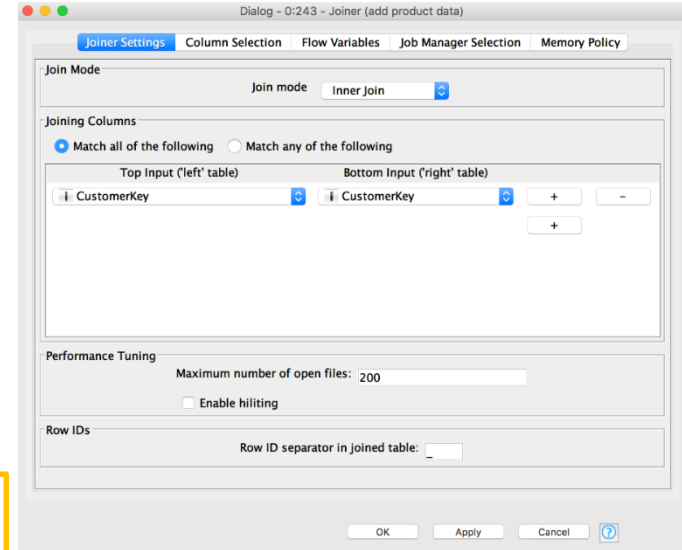 Dialog - 0:243 - Joiner (add product data)
Joiner Settings Column Selection Flow Variables Job Manager Selection Memory Policy
Join Mode
Join mode Inner Join
Joining Columns
Match all of the following Match any of the following
Top Input ('left' table) Bottom Input ('right' table)
CustomerKey CustomerKey + -
+
Performance Tuning
Maximum number of open files: 200
Enable hiliting
Row IDs
Row ID separator in joined table: _
OK Apply Cancel ?